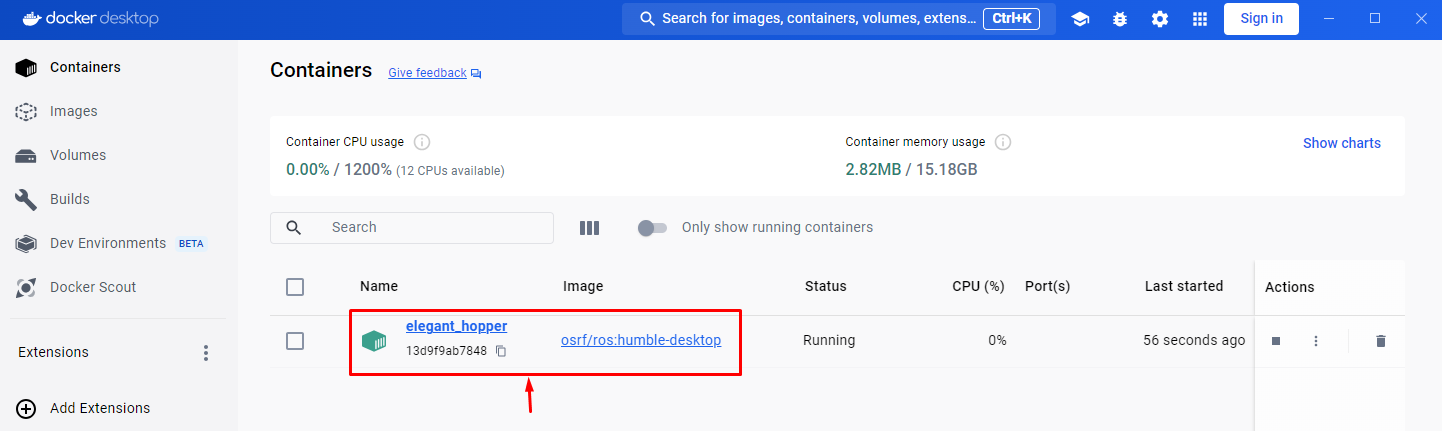 docker desktop
Search for images, containers, volumes, extens... Ctrl+K
Sign in
Containers
Images
Volumes
Builds
Dev Environments BETA
Docker Scout
Extensions
Add Extensions
Containers Give feedback
Container CPU usage
0.00% / 1200% (12 CPUs available)
Container memory usage
2.82MB / 15.18GB
Show charts
Search
Only show running containers
Name Image Status CPU (%) Port(s) Last started Actions
elegant_hopper
13d9f9ab7848
osrf/ros:humble-desktop Running 0% 56 seconds ago